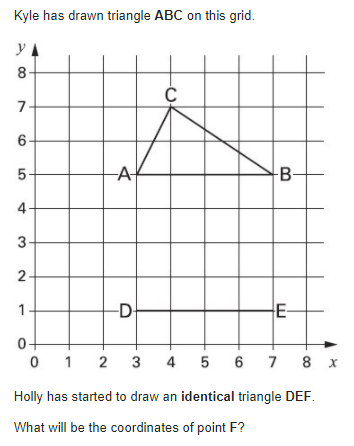 Kyle has drawn triangle ABC on this grid.
y
8
C
7
6
5 A B
4
3
2
1 D E
0
0 1 2 3 4 5 6 7 8 x
Holly has started to draw an identical triangle DEF.
What will be the coordinates of point F?